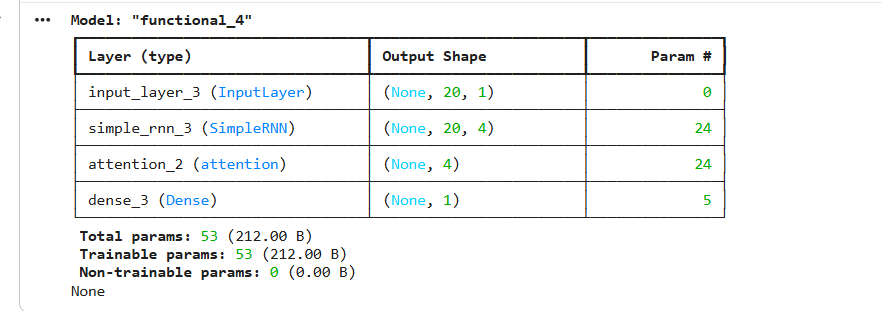 ••• Model: "functional_4"
Layer (type) Output Shape Param #
input_layer_3 (InputLayer) (None, 20, 1) 0
simple_rnn_3 (SimpleRNN) (None, 20, 4) 24
attention_2 (attention) (None, 4) 24
dense_3 (Dense) (None, 1) 5
Total params: 53 (212.00 B)
Trainable params: 53 (212.00 B)
Non-trainable params: 0 (0.00 B)
None